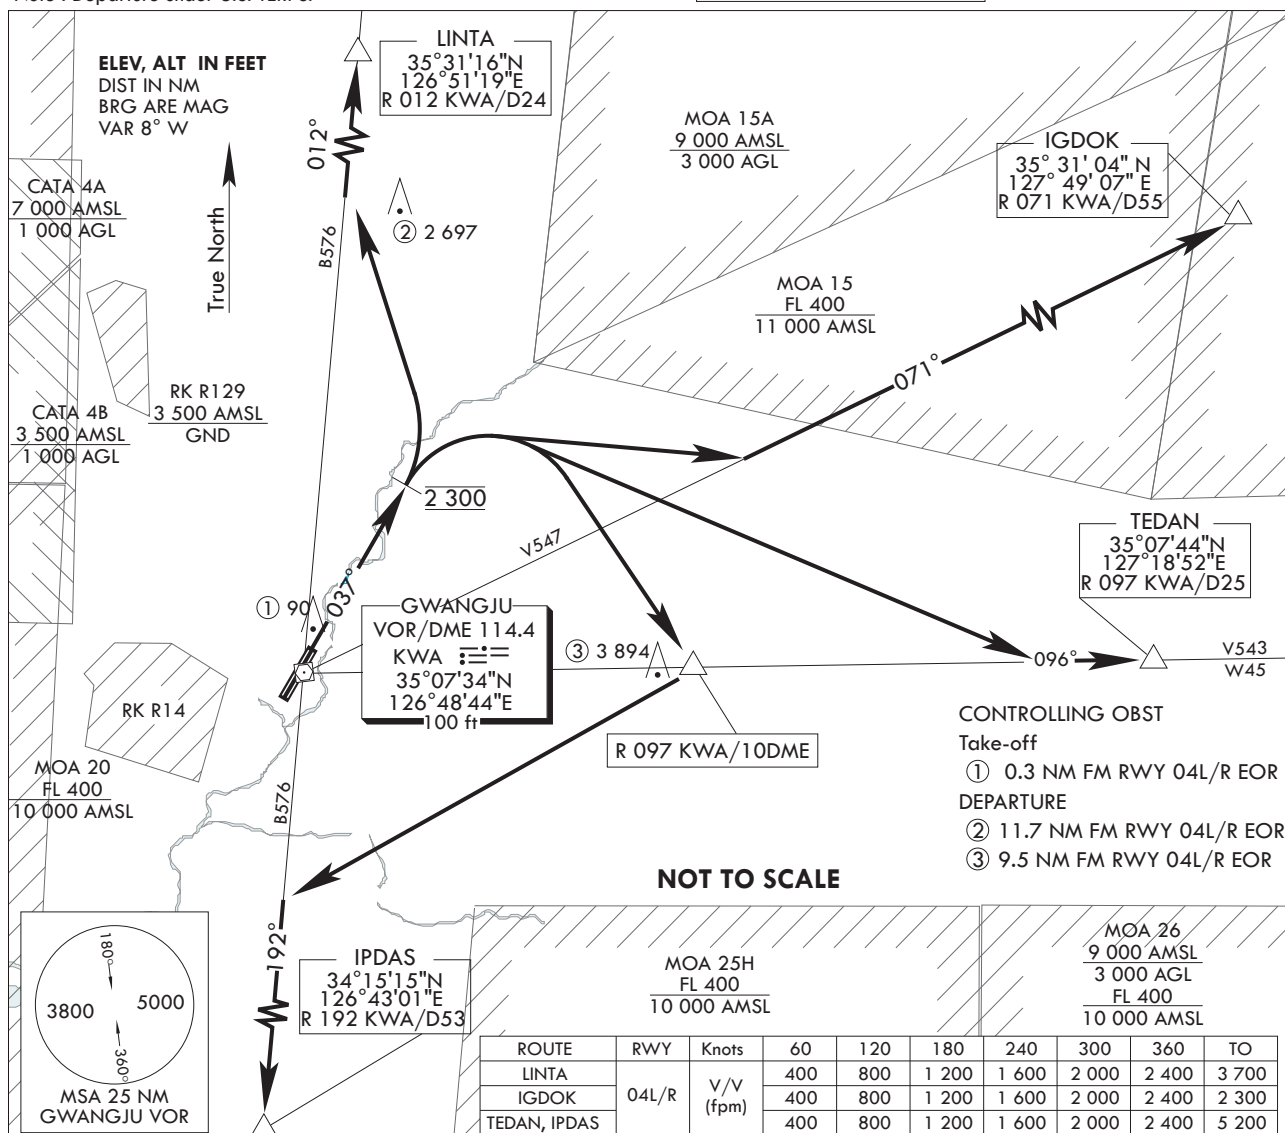 LINTA
35°31'16"N
126°51'19"E
R 012 KWA/D24
ELEV, ALT IN FEET
DIST IN NM
BRG ARE MAG
VAR 8° W
True North
012°
B576
② 2 697
MOA 15A
9 000 AMSL
3 000 AGL
IGDOK
35° 31' 04" N
127° 49' 07" E
R 071 KWA/D55
CATA 4A
7 000 AMSL
1 000 AGL
MOA 15
FL 400
11 000 AMSL
071°
RK R129
3 500 AMSL
GND
CATA 4B
3 500 AMSL
1 000 AGL
2 300
V547
TEDAN
35°07'44"N
127°18'52"E
R 097 KWA/D25
037°
① 90
GWANGJU
VOR/DME 114.4
KWA
35°07'34"N
126°48'44"E
100 ft
③ 3 894
096°
V543
W45
R 097 KWA/10DME
RK R14
MOA 20
FL 400
10 000 AMSL
B576
CONTROLLING OBST
Take-off
① 0.3 NM FM RWY 04L/R EOR
DEPARTURE
② 11.7 NM FM RWY 04L/R EOR
③ 9.5 NM FM RWY 04L/R EOR
NOT TO SCALE
192°
IPDAS
34°15'15"N
126°43'01"E
R 192 KWA/D53
MOA 25H
FL 400
10 000 AMSL
MOA 26
9 000 AMSL
3 000 AGL
FL 400
10 000 AMSL
180°
3800 5000
360°
MSA 25 NM
GWANGJU VOR
ROUTE RWY Knots 60 120 180 240 300 360 TO
LINTA 04L/R V/V (fpm) 400 800 1 200 1 600 2 000 2 400 3 700
IGDOK 400 800 1 200 1 600 2 000 2 400 2 300
TEDAN, IPDAS 400 800 1 200 1 600 2 000 2 400 5 200